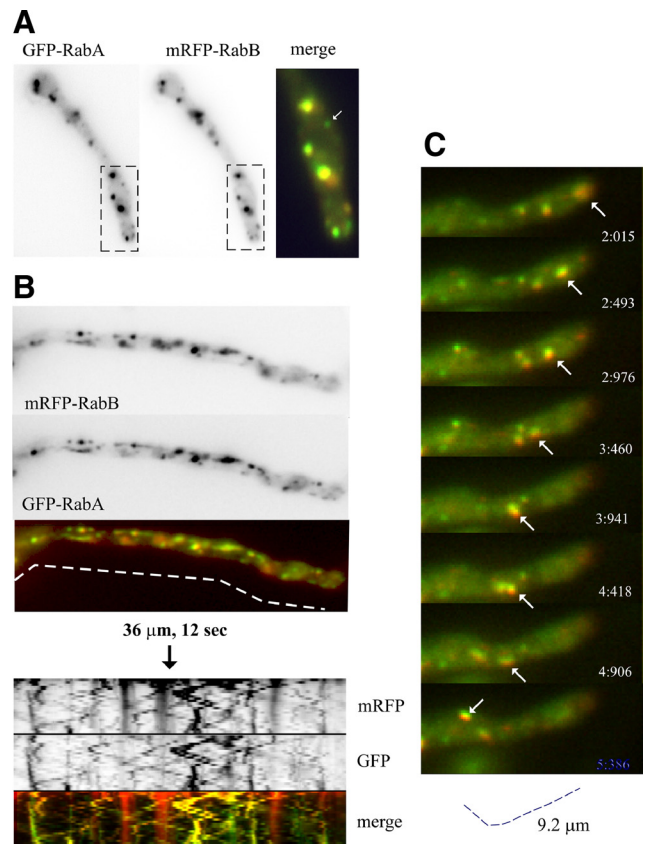 A
GFP-RabA
mRFP-RabB
merge
B
mRFP-RabB
GFP-RabA
36 μm, 12 sec
mRFP
GFP
merge
C
2:015
2:493
2:976
3:460
3:941
4:418
4:906
5:386
9.2 μm